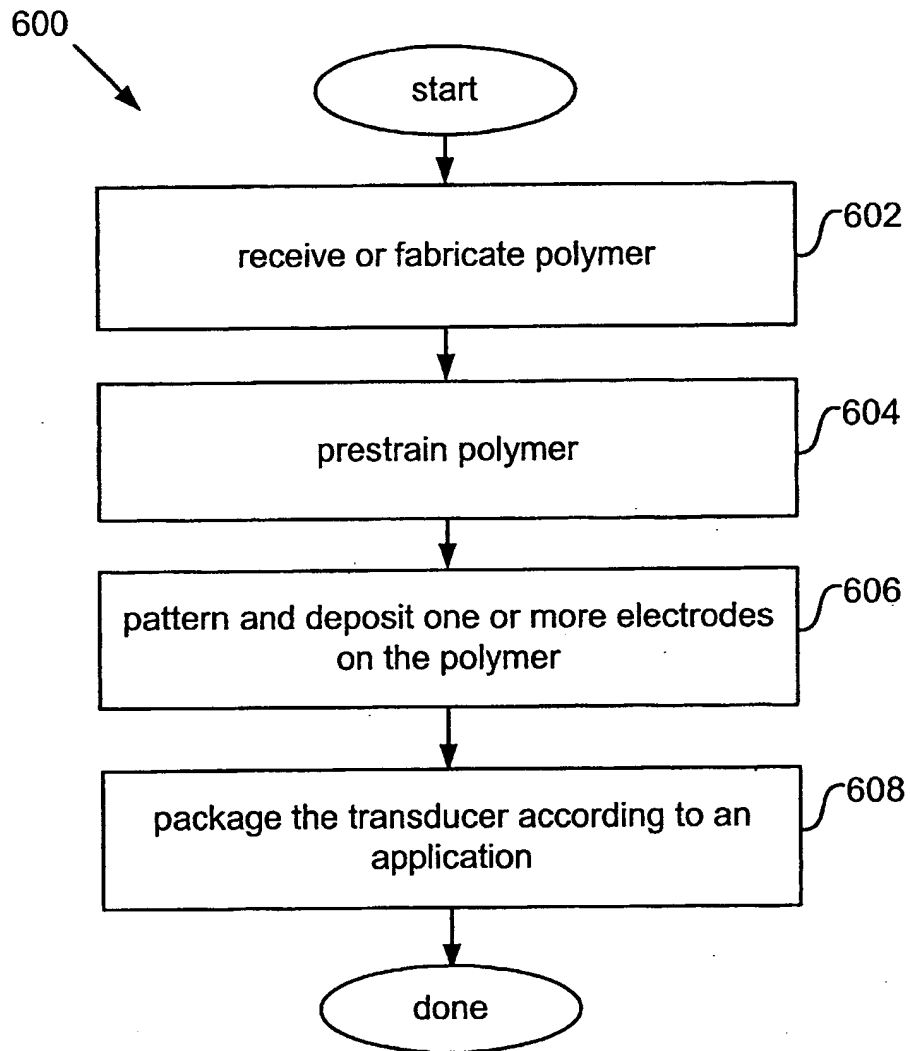 600
start
602
receive or fabricate polymer
604
prestrain polymer
606
pattern and deposit one or more electrodes
on the polymer
608
package the transducer according to an
application
done